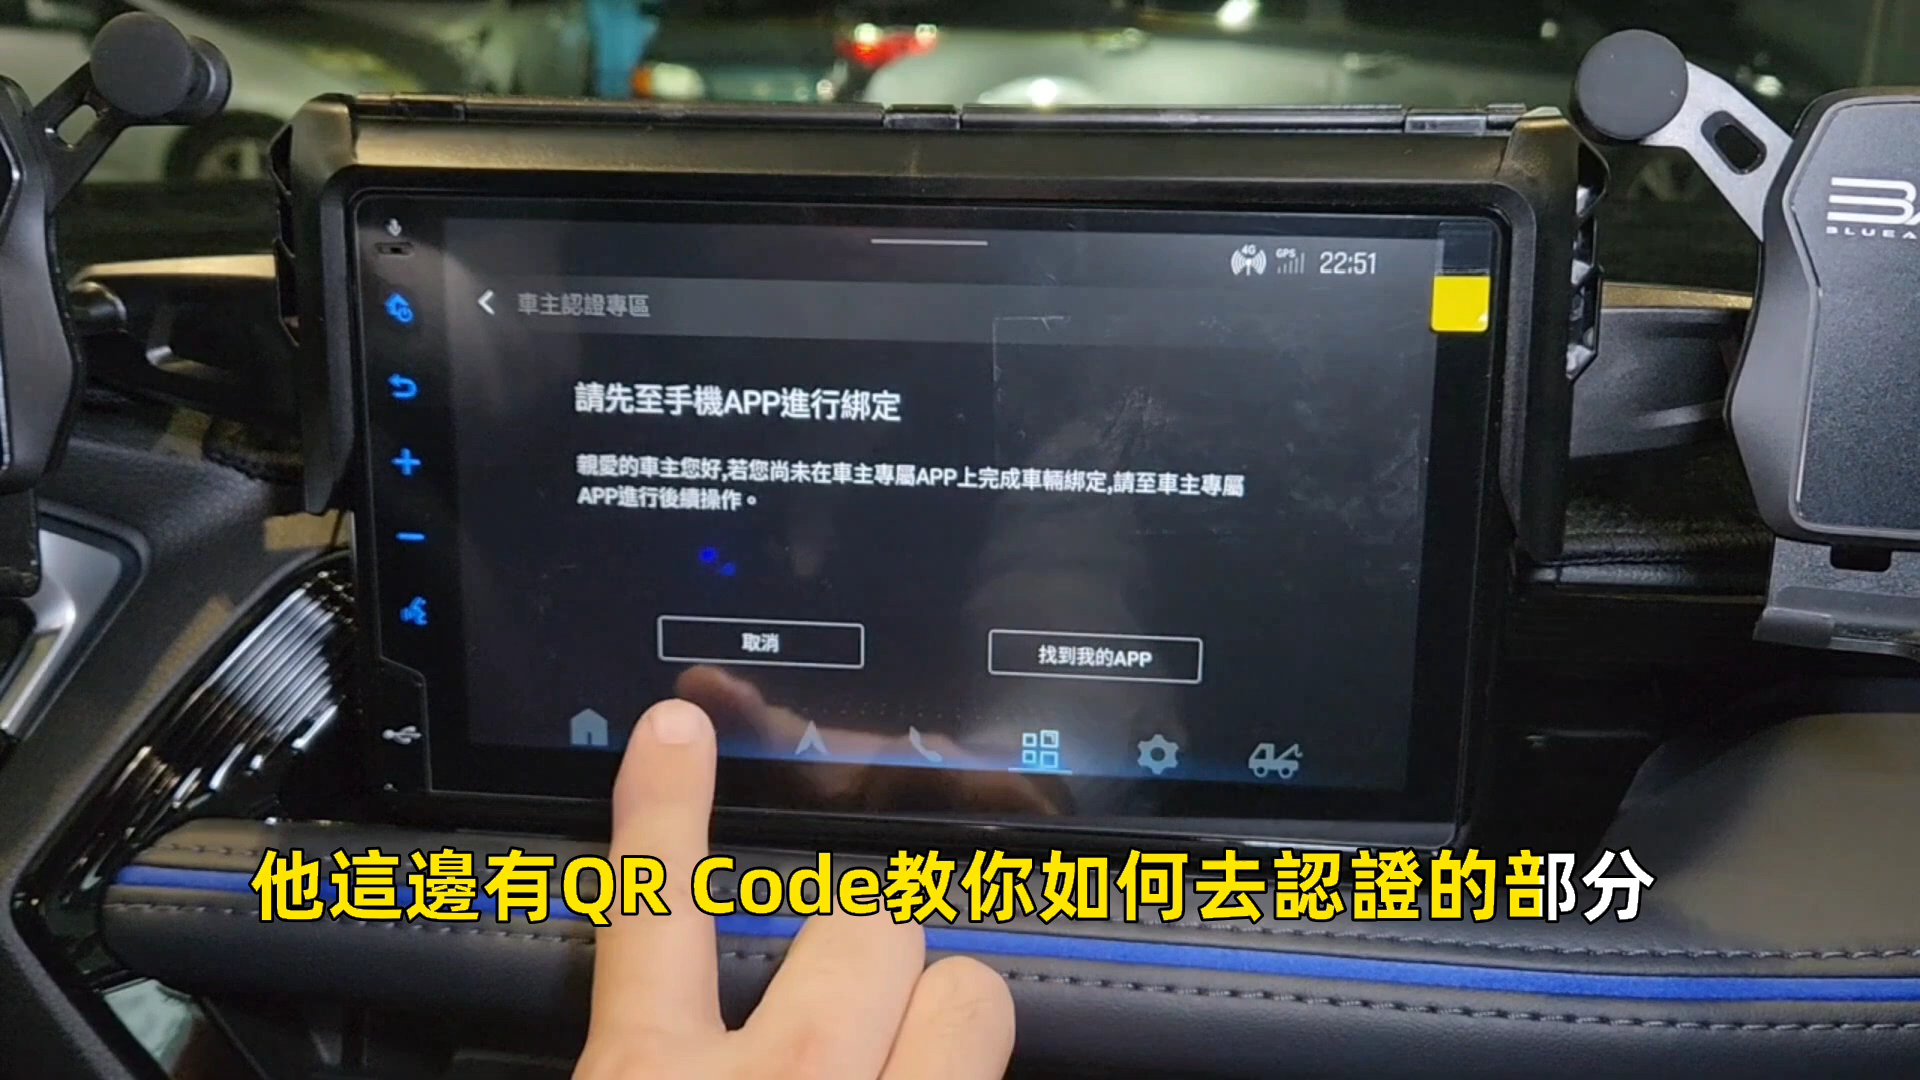 4G
GPS
22:51
車主認證專區
請先至手機APP進行綁定
親愛的車主您好,若您尚未在車主專屬APP上完成車輛綁定,請至車主專屬
APP進行後續操作。
取消
找到我的APP
他這邊有QR Code教你如何去認證的部分